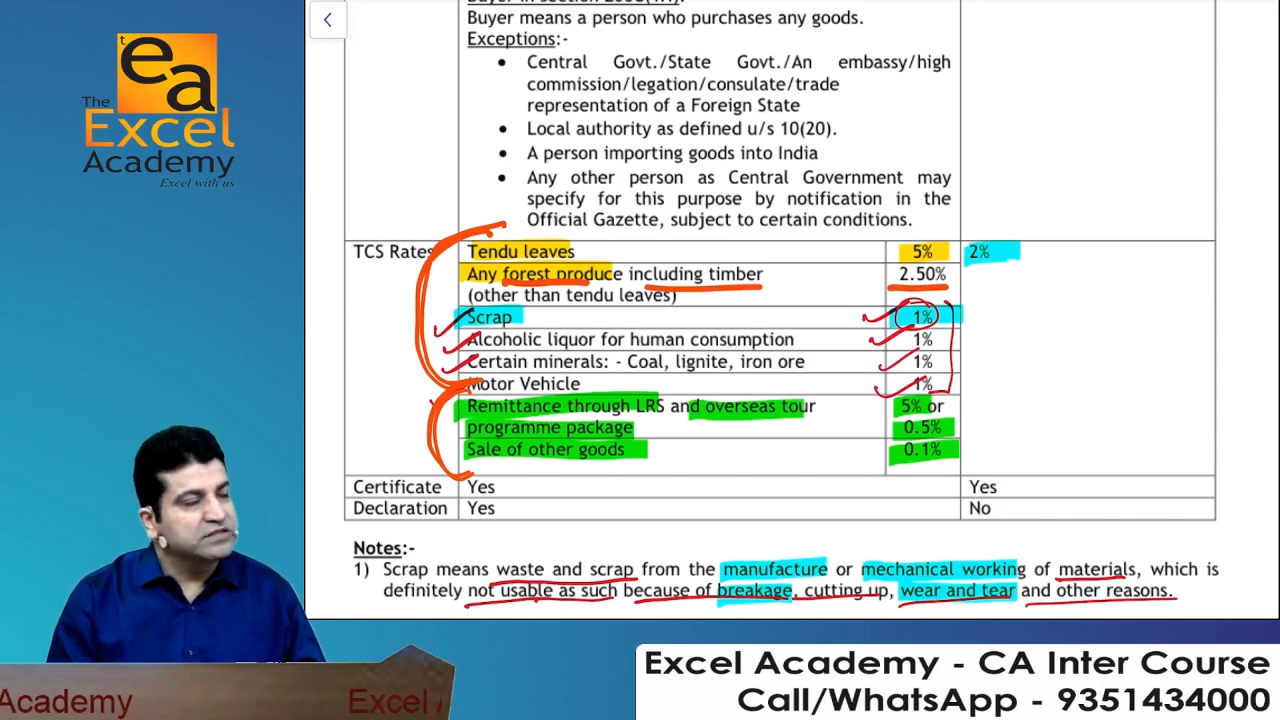 The
Excel
Academy
Excel with us
Buyer means a person who purchases any goods.
Exceptions:-
• Central Govt./State Govt./An embassy/high
commission/legation/consulate/trade
representation of a Foreign State
• Local authority as defined u/s 10(20).
• A person importing goods into India
• Any other person as Central Government may
specify for this purpose by notification in the
Official Gazette, subject to certain conditions.
TCS Rates Tendu leaves 5% 2%
Any forest produce including timber 2.50%
(other than tendu leaves)
Scrap 1%
Alcoholic liquor for human consumption 1%
Certain minerals: - Coal, lignite, iron ore 1%
Motor Vehicle 1%
Remittance through LRS and overseas tour 5% or
programme package 0.5%
Sale of other goods 0.1%
Certificate Yes Yes
Declaration Yes No
Notes:-
1) Scrap means waste and scrap from the manufacture or mechanical working of materials, which is
definitely not usable as such because of breakage, cutting up, wear and tear and other reasons.
Academy Excel
Excel Academy - CA Inter Course
Call/WhatsApp - 9351434000